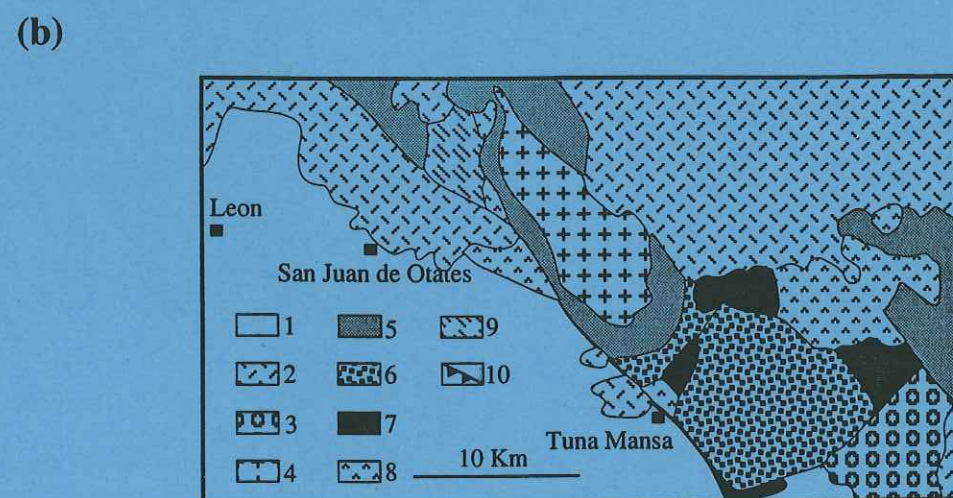 (b)
Leon
San Juan de Otates
1 5 9
2 6 10
3 7
Tuna Mansa
4 8 10 Km